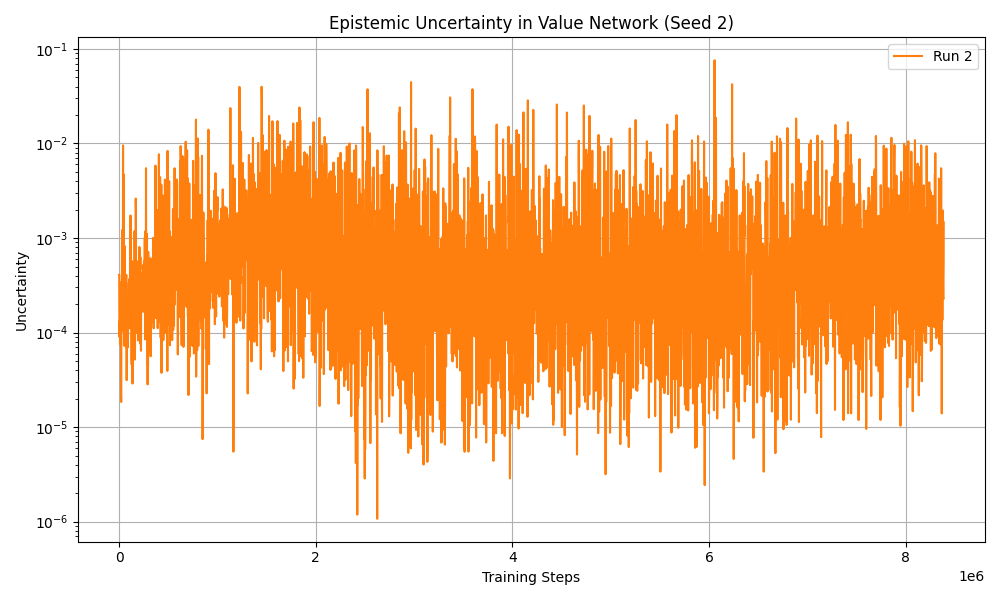 Epistemic Uncertainty in Value Network (Seed 2)
Run 2
Uncertainty
10⁻¹
10⁻²
10⁻³
10⁻⁴
10⁻⁵
10⁻⁶
0 2 4 6 8
1e6
Training Steps